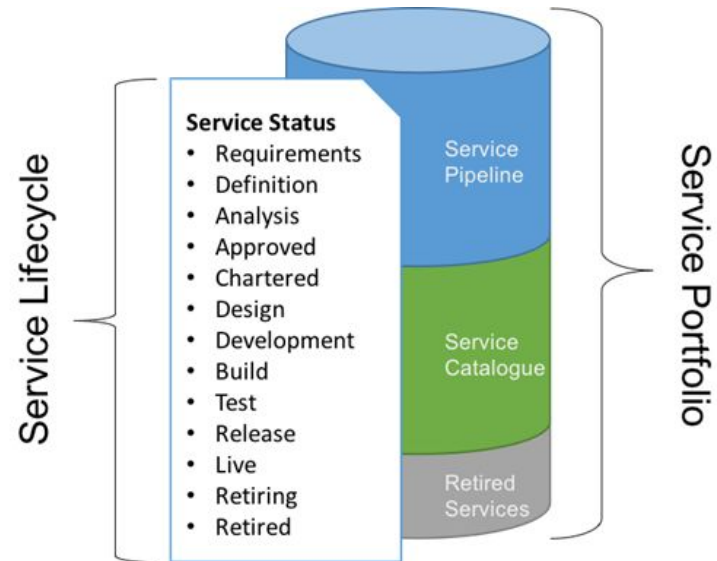 Service Lifecycle
Service Status
• Requirements
• Definition
• Analysis
• Approved
• Chartered
• Design
• Development
• Build
• Test
• Release
• Live
• Retiring
• Retired
Service
Pipeline
Service
Catalogue
Retired
Services
Service Portfolio